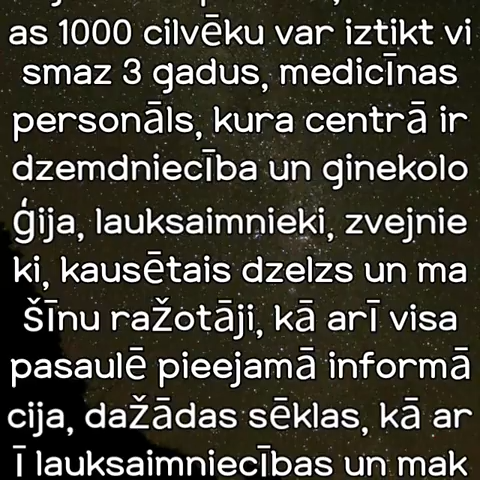 as 1000 cilvēku var iztikt vi
smaz 3 gadus, medicīnas
personāls, kura centrā ir
dzemdniecība un ginekolo
ģija, lauksaimnieki, zvejnie
ki, kausētais dzelzs un ma
šīnu ražotāji, kā arī visa
pasaulē pieejamā informā
cija, dažādas sēklas, kā ar
ī lauksaimniecības un mak